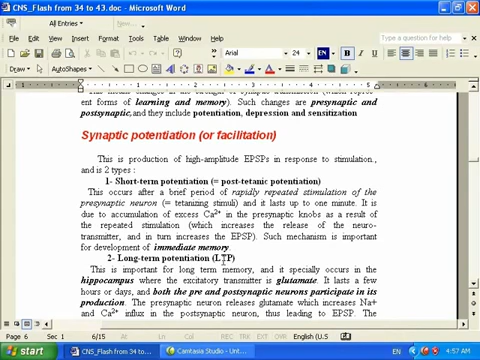 CNS_Flash from 34 to 43.doc - Microsoft Word
All Entries
New...
File Edit View Insert Format Tools Table Window Help
Type a question for help
Draw AutoShapes
Arial 24 EN B
ent forms of learning and memory). Such changes are presynaptic and
postsynaptic, and they include potentiation, depression and sensitization
Synaptic potentiation (or facilitation)
This is production of high-amplitude EPSPs in response to stimulation.,
and is 2 types :
1- Short-term potentiation (= post-tetanic potentiation)
This occurs after a brief period of rapidly repeated stimulation of the
presynaptic neuron (= tetanizing stimuli) and it lasts up to one minute. It is
due to accumulation of excess Ca2+ in the presynaptic knobs as a result of
the repeated stimulation (which increases the release of the neuro-
transmitter, and in turn increases the EPSP). Such mechanism is important
for development of immediate memory.
2- Long-term potentiation (LTP)
This is important for long term memory, and it specially occurs in the
hippocampus where the excitatory transmitter is glutamate. It lasts a few
hours or days, and both the pre and postsynaptic neurons participate in its
production. The presynaptic neuron releases glutamate which increases Na+
and Ca2+ influx in the postsynaptic neuron, thus leading to EPSP. The
Page 6 Sec 1 6/15 English (U.S
start
CNS_Flash from 34 to...
Camtasia Studio - Unt...
EN
4:57 AM